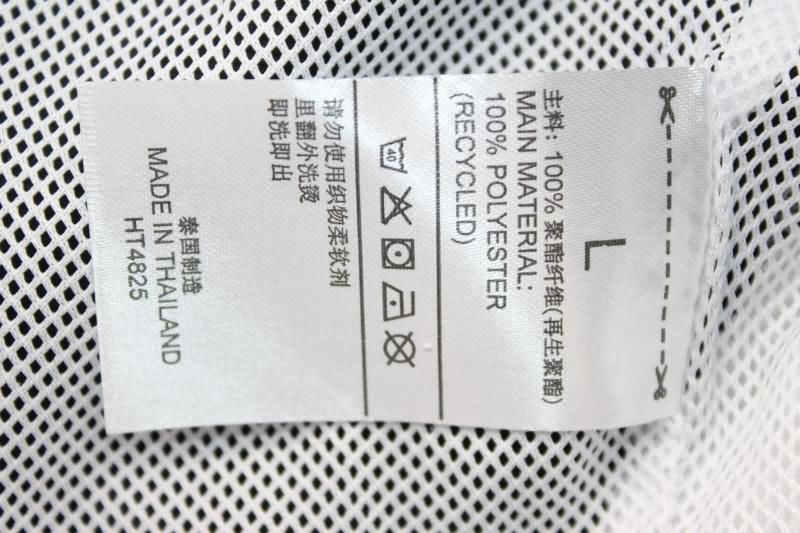 L
主料: 100% 聚酯纤维(再生聚酯)
MAIN MATERIAL:
100% POLYESTER
(RECYCLED)
40
请勿使用织物柔软剂
里翻外洗烫
即洗即出
泰国制造
MADE IN THAILAND
HT4825